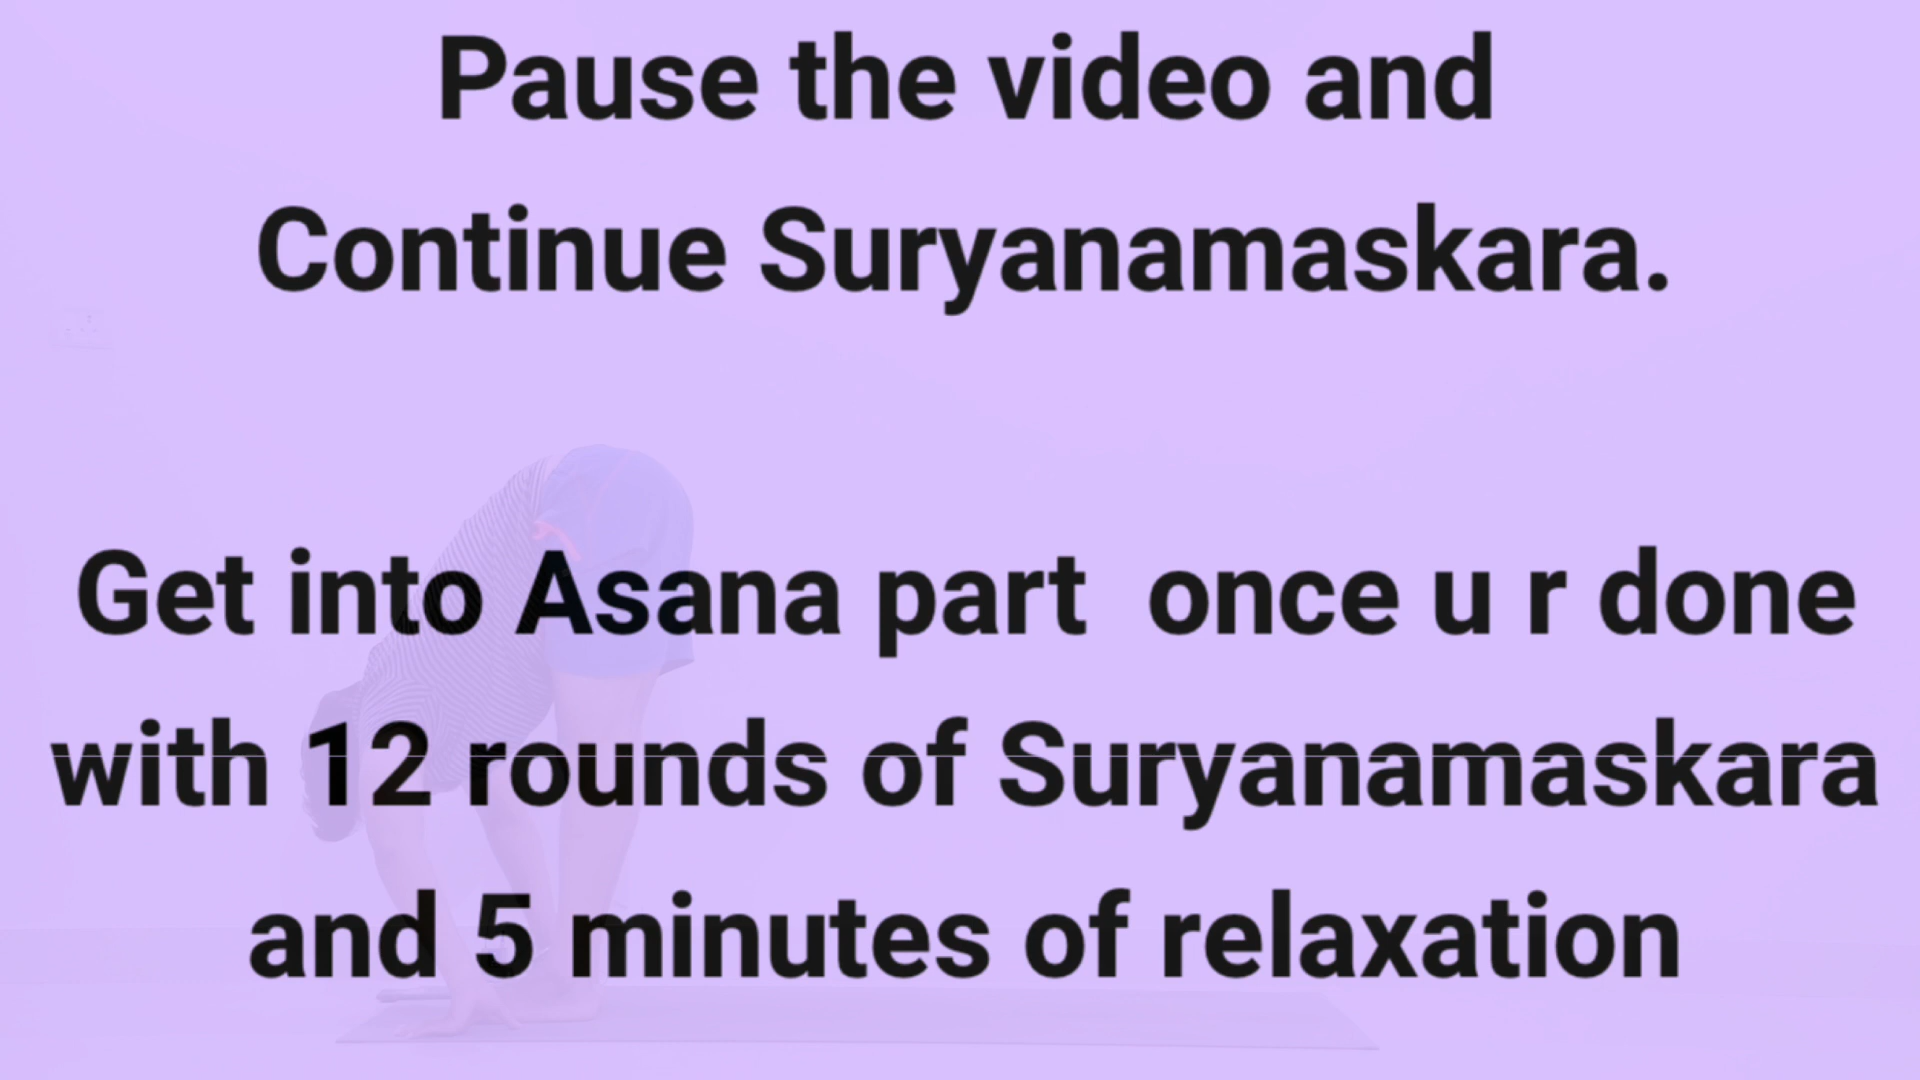 Pause the video and
Continue Suryanamaskara.
Get into Asana part  once u r done
with 12 rounds of Suryanamaskara
and 5 minutes of relaxation